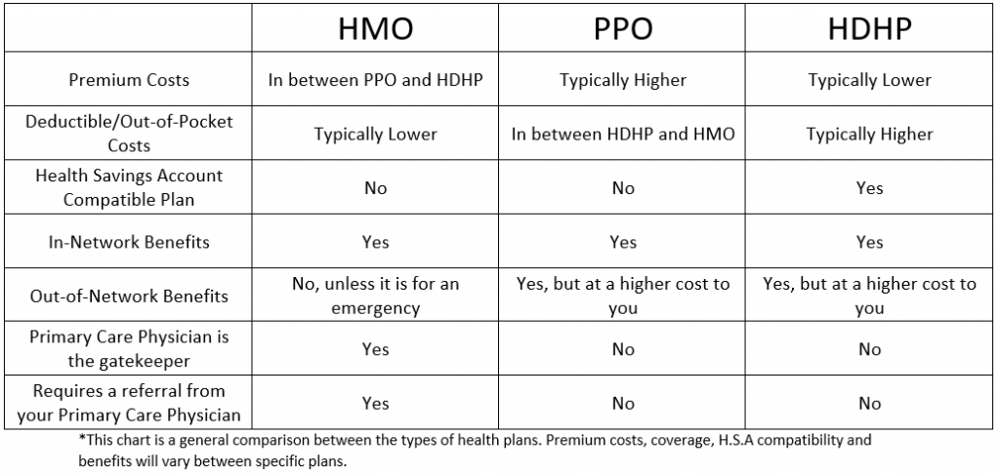 HMO PPO HDHP
Premium Costs In between PPO and HDHP Typically Higher Typically Lower
Deductible/Out-of-Pocket
Costs Typically Lower In between HDHP and HMO Typically Higher
Health Savings Account
Compatible Plan No No Yes
In-Network Benefits Yes Yes Yes
Out-of-Network Benefits No, unless it is for an
emergency Yes, but at a higher cost to
you Yes, but at a higher cost to
you
Primary Care Physician is
the gatekeeper Yes No No
Requires a referral from
your Primary Care Physician Yes No No
*This chart is a general comparison between the types of health plans. Premium costs, coverage, H.S.A compatibility and
benefits will vary between specific plans.